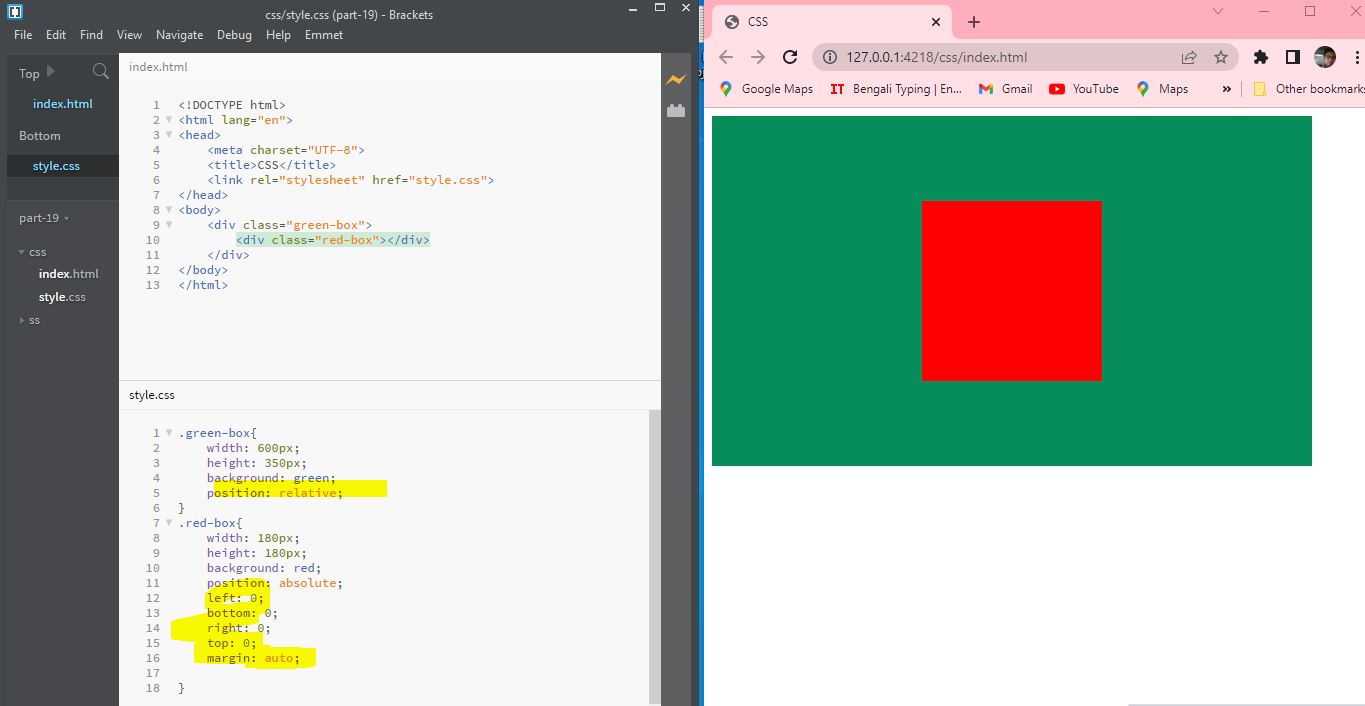 css/style.css (part-19) - Brackets
File Edit Find View Navigate Debug Help Emmet
Top
index.html
Bottom
style.css
part-19
css
index.html
style.css
ss
index.html
1 <!DOCTYPE html>
2 <html lang="en">
3 <head>
4 <meta charset="UTF-8">
5 <title>CSS</title>
6 <link rel="stylesheet" href="style.css">
7 </head>
8 <body>
9 <div class="green-box">
10 <div class="red-box"></div>
11 </div>
12 </body>
13 </html>
style.css
1 .green-box{
2 width: 600px;
3 height: 350px;
4 background: green;
5 position: relative;
6 }
7 .red-box{
8 width: 180px;
9 height: 180px;
10 background: red;
11 position: absolute;
12 left: 0;
13 bottom: 0;
14 right: 0;
15 top: 0;
16 margin: auto;
17
18 }
CSS
127.0.0.1:4218/css/index.html
Google Maps IT Bengali Typing | En... Gmail YouTube Maps » Other bookmarks